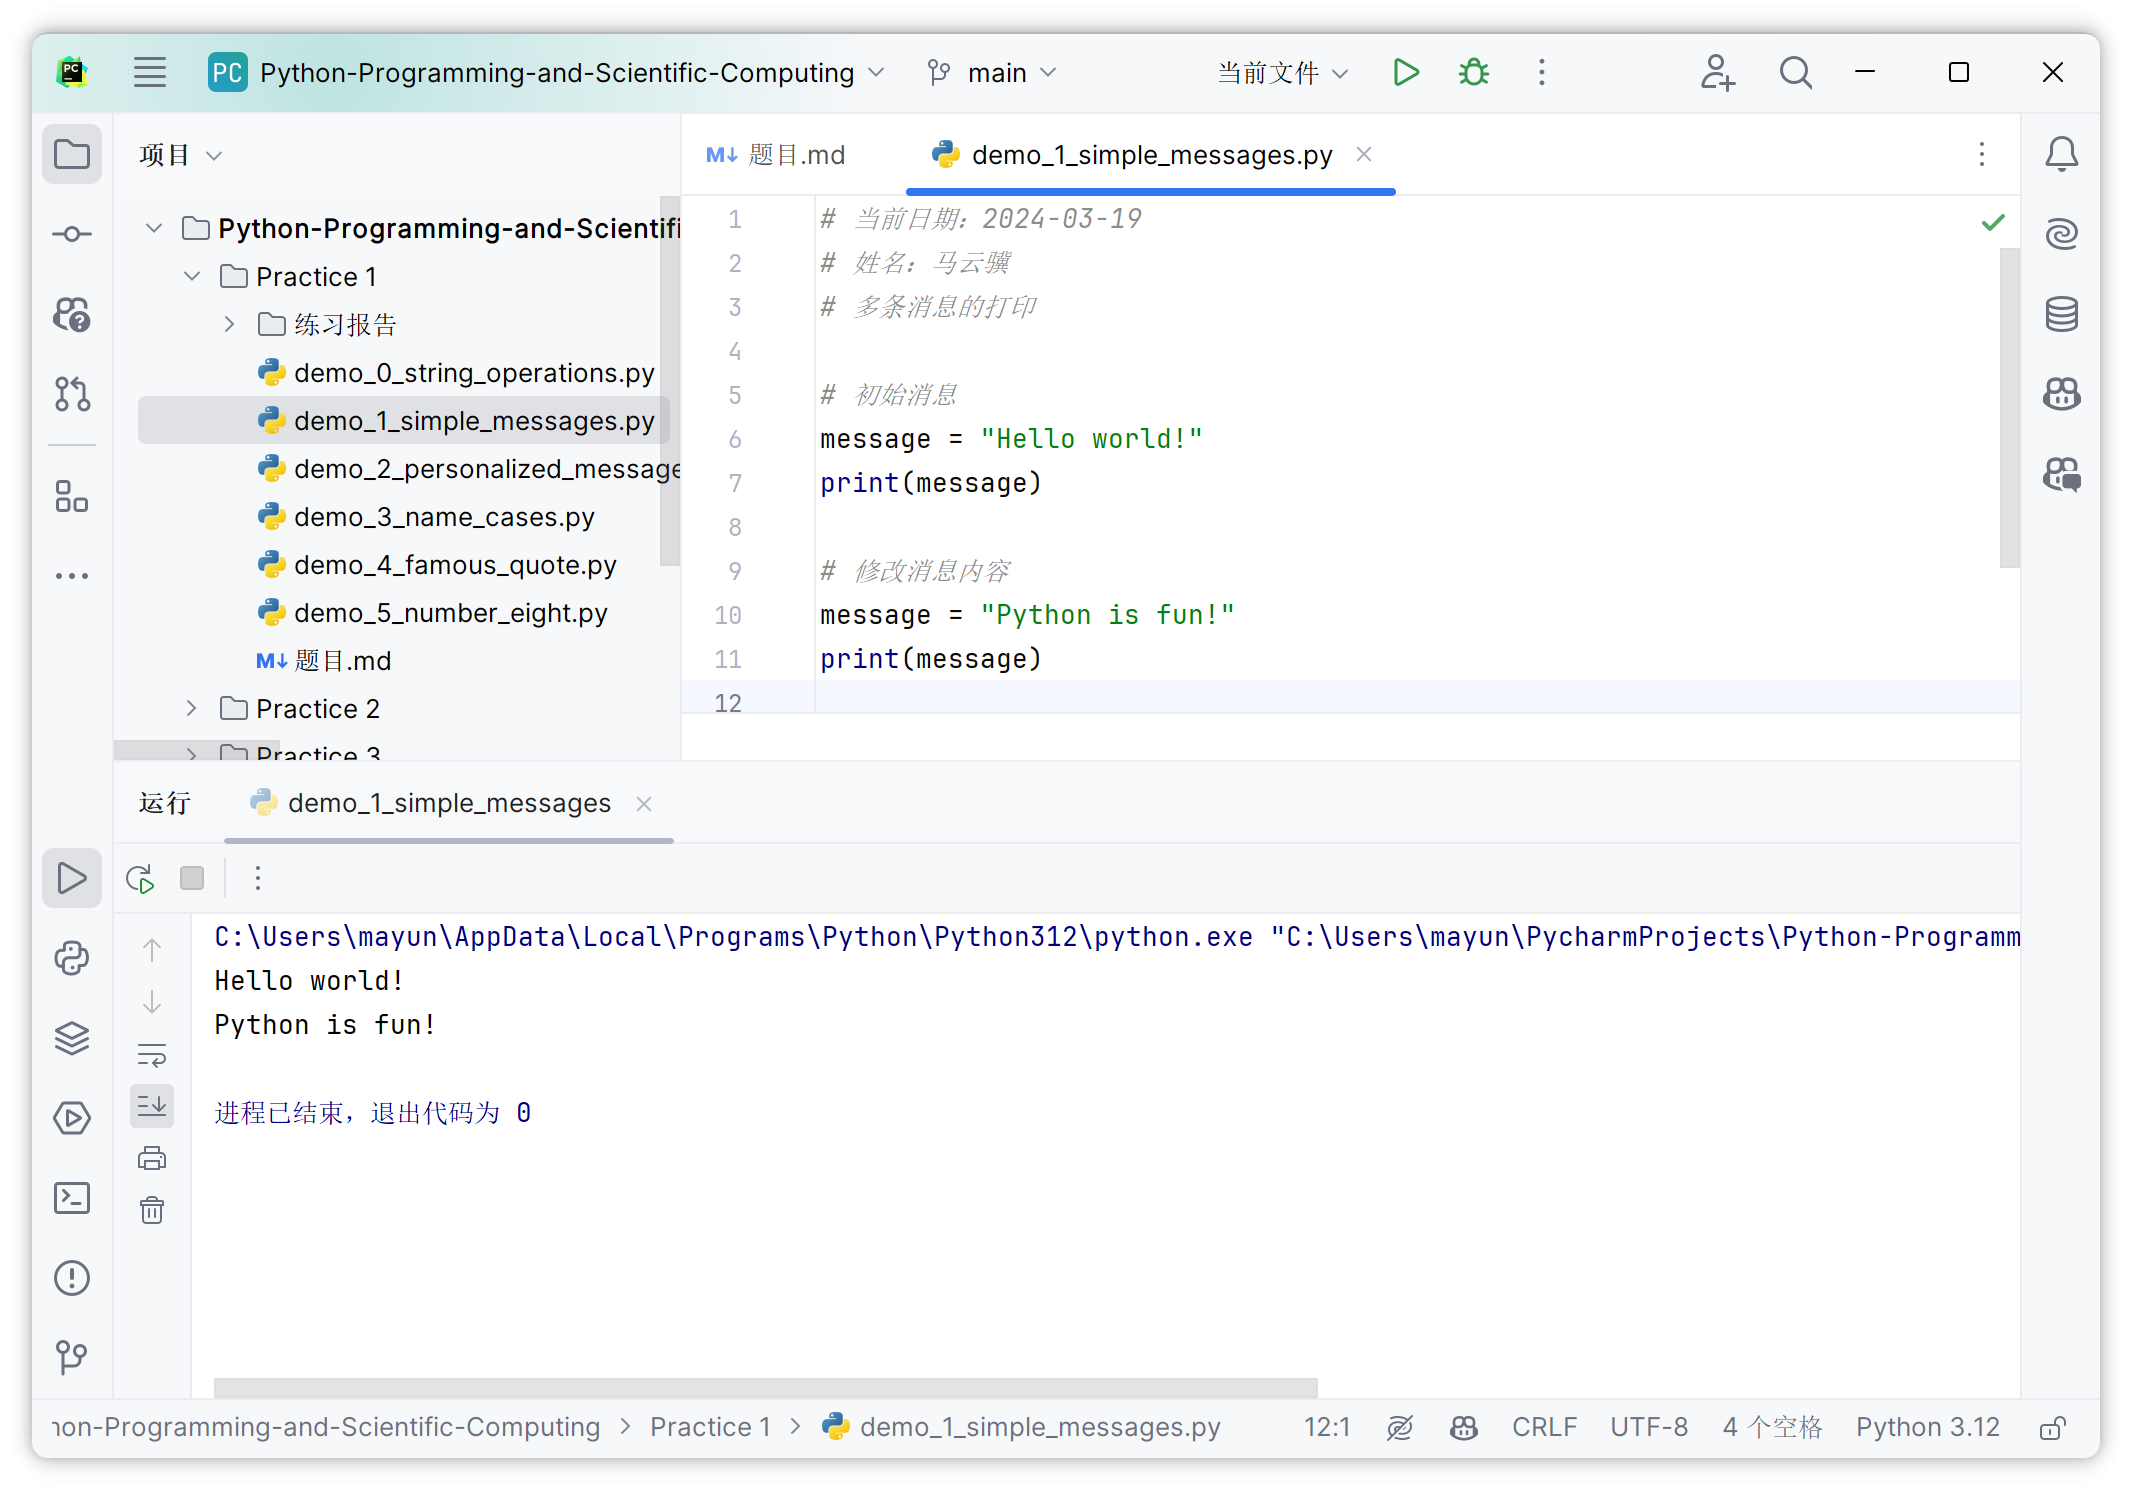 PC Python-Programming-and-Scientific-Computing main 当前文件
项目
Python-Programming-and-Scientifi
Practice 1
练习报告
demo_0_string_operations.py
demo_1_simple_messages.py
demo_2_personalized_message
demo_3_name_cases.py
demo_4_famous_quote.py
demo_5_number_eight.py
M↓ 题目.md
Practice 2
Practice 3
M↓ 题目.md demo_1_simple_messages.py
1 # 当前日期：2024-03-19
2 # 姓名：马云骥
3 # 多条消息的打印
4
5 # 初始消息
6 message = "Hello world!"
7 print(message)
8
9 # 修改消息内容
10 message = "Python is fun!"
11 print(message)
12
运行 demo_1_simple_messages
C:\Users\mayun\AppData\Local\Programs\Python\Python312\python.exe "C:\Users\mayun\PycharmProjects\Python-Programm
Hello world!
Python is fun!
进程已结束，退出代码为 0
hon-Programming-and-Scientific-Computing > Practice 1 > demo_1_simple_messages.py 12:1 CRLF UTF-8 4 个空格 Python 3.12